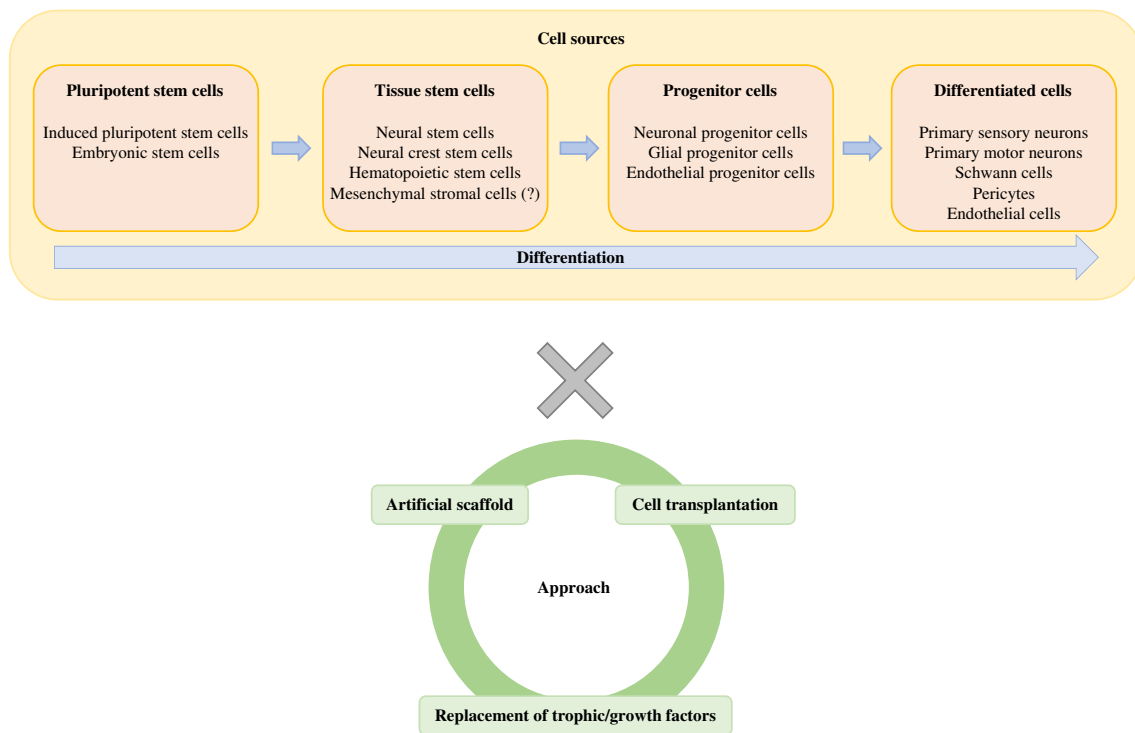 Cell sources
Pluripotent stem cells
Induced pluripotent stem cells
Embryonic stem cells
Tissue stem cells
Neural stem cells
Neural crest stem cells
Hematopoietic stem cells
Mesenchymal stromal cells (?)
Progenitor cells
Neuronal progenitor cells
Glial progenitor cells
Endothelial progenitor cells
Differentiated cells
Primary sensory neurons
Primary motor neurons
Schwann cells
Pericytes
Endothelial cells
Differentiation
Artificial scaffold
Cell transplantation
Approach
Replacement of trophic/growth factors